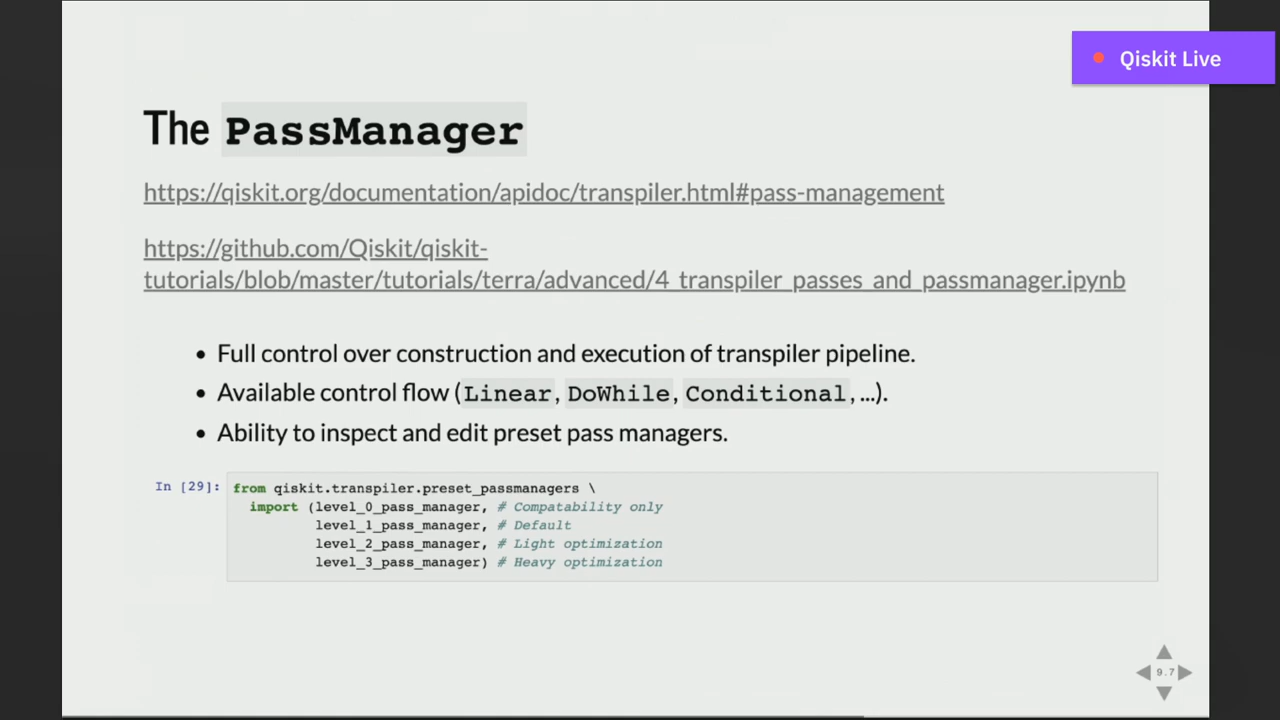 Qiskit Live
The PassManager
https://qiskit.org/documentation/apidoc/transpiler.html#pass-management
https://github.com/Qiskit/qiskit-
tutorials/blob/master/tutorials/terra/advanced/4_transpiler_passes_and_passmanager.ipynb
• Full control over construction and execution of transpiler pipeline.
• Available control flow (Linear, DoWhile, Conditional, ...).
• Ability to inspect and edit preset pass managers.
In [29]: from qiskit.transpiler.preset_passmanagers \
import (level_0_pass_manager, # Compatability only
level_1_pass_manager, # Default
level_2_pass_manager, # Light optimization
level_3_pass_manager) # Heavy optimization
9.7